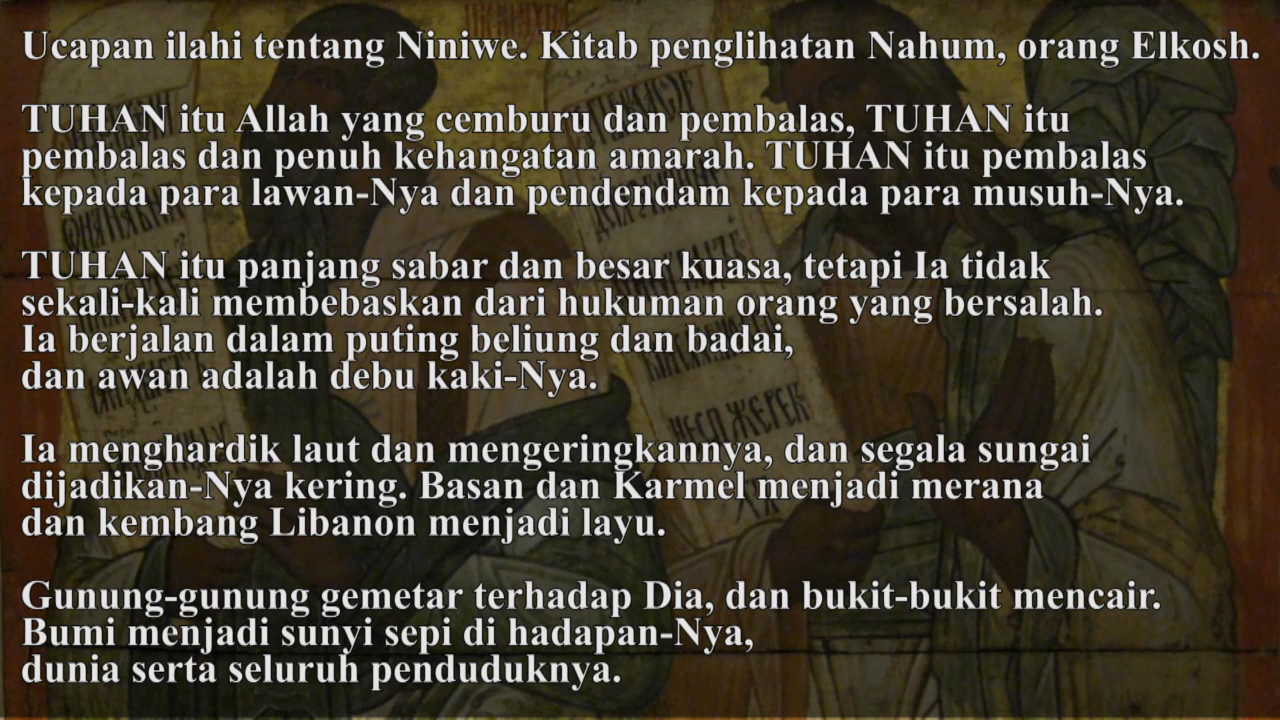 Ucapan ilahi tentang Niniwe. Kitab penglihatan Nahum, orang Elkosh.
TUHAN itu Allah yang cemburu dan pembalas, TUHAN itu
pembalas dan penuh kehangatan amarah. TUHAN itu pembalas
kepada para lawan-Nya dan pendendam kepada para musuh-Nya.
TUHAN itu panjang sabar dan besar kuasa, tetapi Ia tidak
sekali-kali membebaskan dari hukuman orang yang bersalah.
Ia berjalan dalam puting beliung dan badai,
dan awan adalah debu kaki-Nya.
Ia menghardik laut dan mengeringkannya, dan segala sungai
dijadikan-Nya kering. Basan dan Karmel menjadi merana
dan kembang Libanon menjadi layu.
Gunung-gunung gemetar terhadap Dia, dan bukit-bukit mencair.
Bumi menjadi sunyi sepi di hadapan-Nya,
dunia serta seluruh penduduknya.